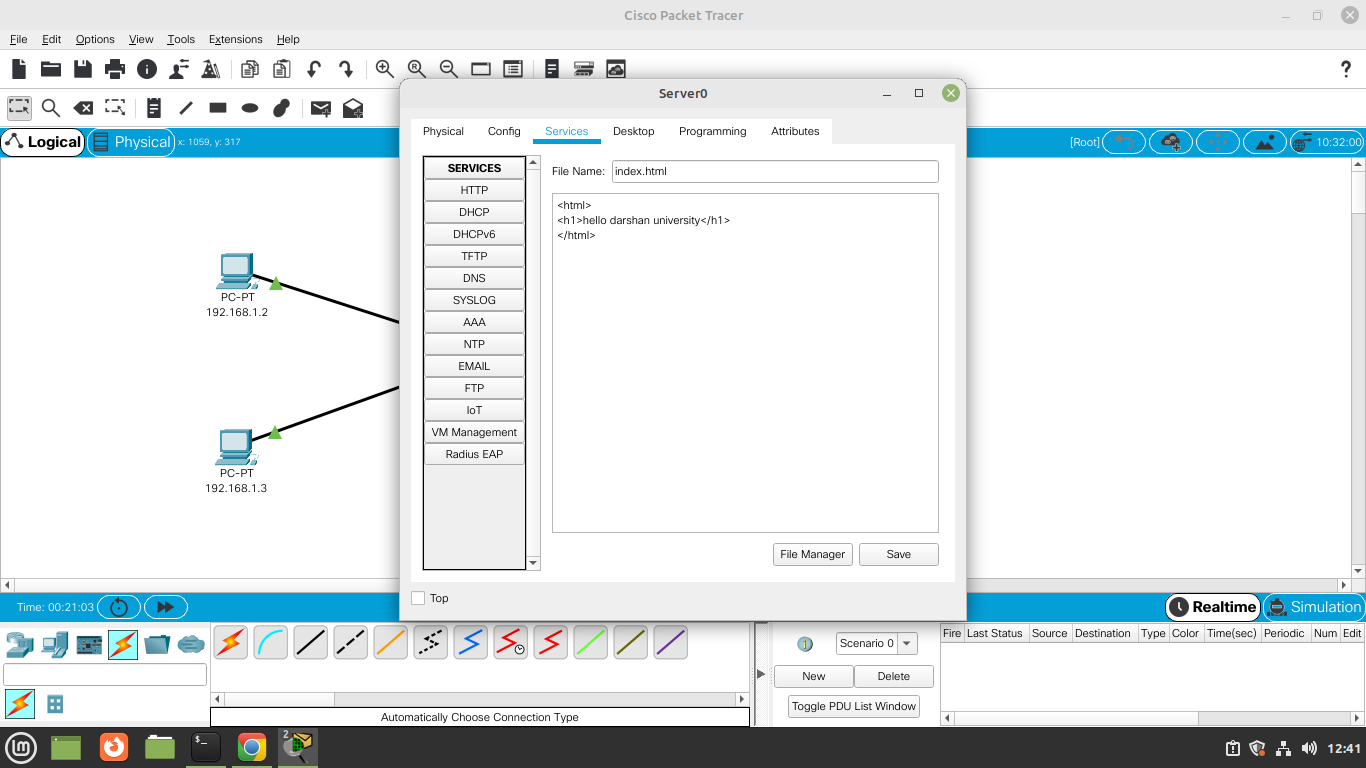 Cisco Packet Tracer
File Edit Options View Tools Extensions Help
Server0
Logical Physical x: 1059, y: 317
[Root] 10:32:00
Physical Config Services Desktop Programming Attributes
SERVICES
HTTP
DHCP
DHCPv6
TFTP
DNS
SYSLOG
AAA
NTP
EMAIL
FTP
IoT
VM Management
Radius EAP
File Name: index.html
<html>
<h1>hello darshan university</h1>
</html>
File Manager Save
Top
PC-PT
192.168.1.2
PC-PT
192.168.1.3
Time: 00:21:03
Realtime Simulation
Automatically Choose Connection Type
Scenario 0
New Delete
Toggle PDU List Window
Fire Last Status Source Destination Type Color Time(sec) Periodic Num Edit
2
12:41